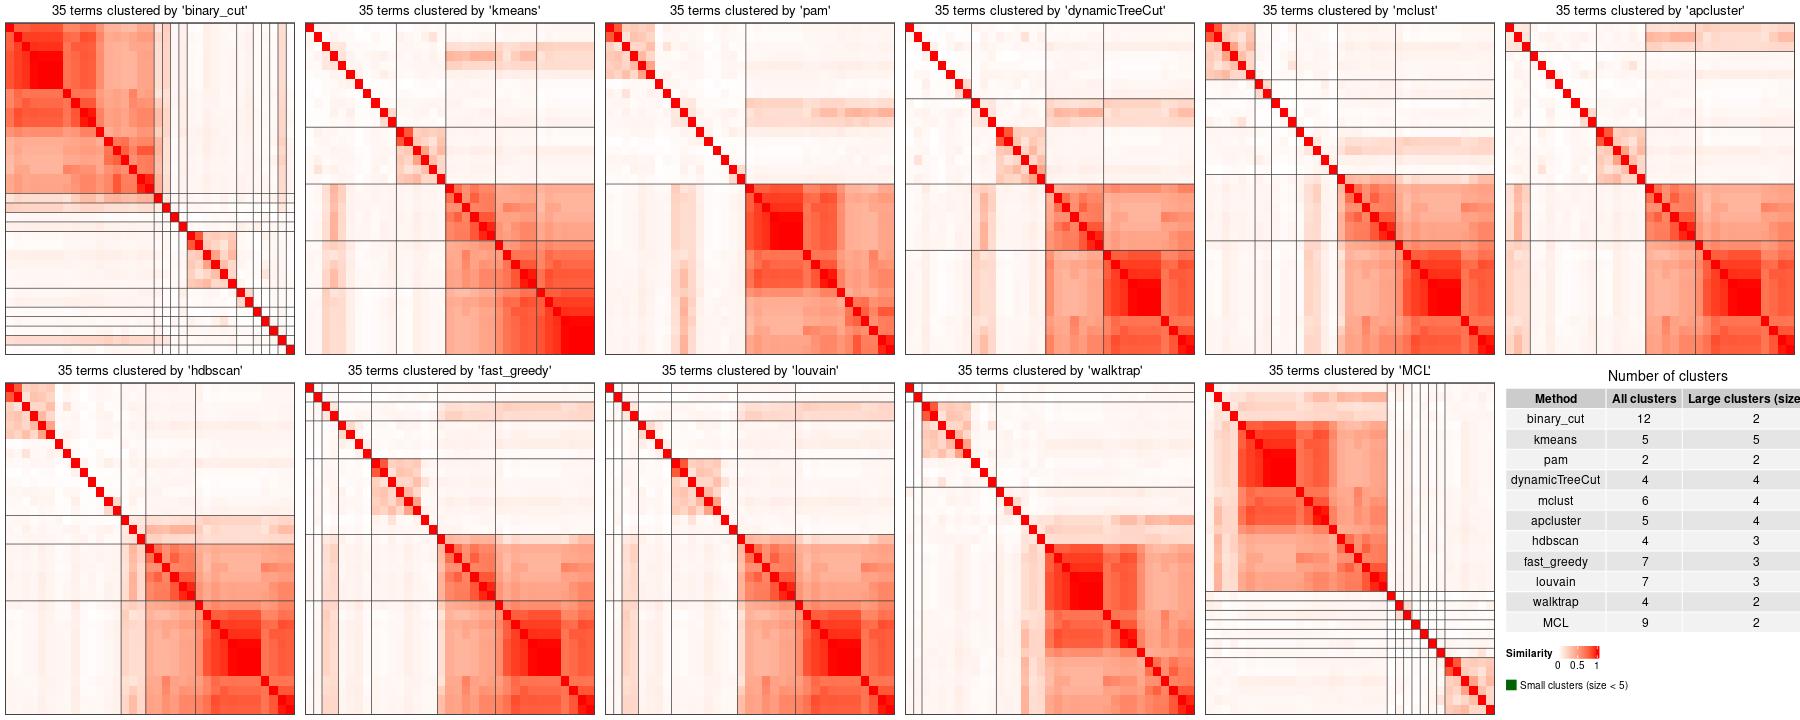 35 terms clustered by 'binary_cut'
35 terms clustered by 'kmeans'
35 terms clustered by 'pam'
35 terms clustered by 'dynamicTreeCut'
35 terms clustered by 'mclust'
35 terms clustered by 'apcluster'
35 terms clustered by 'hdbscan'
35 terms clustered by 'fast_greedy'
35 terms clustered by 'louvain'
35 terms clustered by 'walktrap'
35 terms clustered by 'MCL'
Number of clusters
Method All clusters Large clusters (size
binary_cut 12 2
kmeans 5 5
pam 2 2
dynamicTreeCut 4 4
mclust 6 4
apcluster 5 4
hdbscan 4 3
fast_greedy 7 3
louvain 7 3
walktrap 4 2
MCL 9 2
Similarity
0 0.5 1
Small clusters (size < 5)